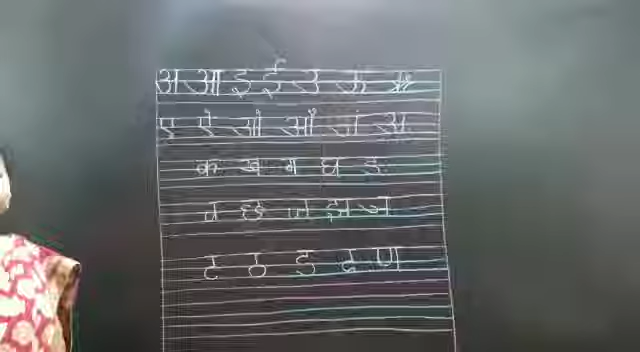 अ आ इ ई उ ऊ ऋ
ए ऐ ओ औ अं अः
क ख ग घ ङ
च छ ज झ ञ
ट ठ ड ढ ण